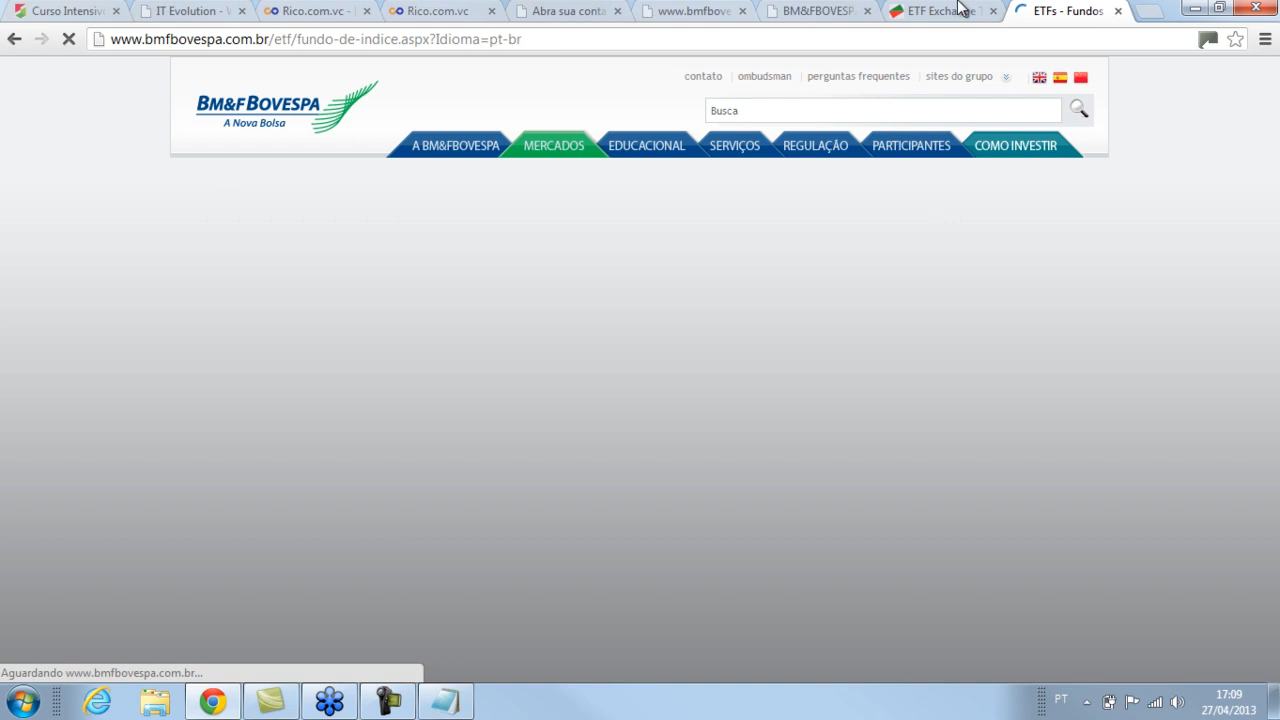 Curso Intensiv
IT Evolution - V
Rico.com.vc -
Rico.com.vc
Abra sua conta
www.bmfbove
BM&FBOVESP
ETF Exchange T
ETFs - Fundos
www.bmfbovespa.com.br/etf/fundo-de-indice.aspx?Idioma=pt-br
contato
ombudsman
perguntas frequentes
sites do grupo
BM&FBOVESPA
A Nova Bolsa
Busca
A BM&FBOVESPA
MERCADOS
EDUCACIONAL
SERVIÇOS
REGULAÇÃO
PARTICIPANTES
COMO INVESTIR
Aguardando www.bmfbovespa.com.br...
PT
17:09
27/04/2013